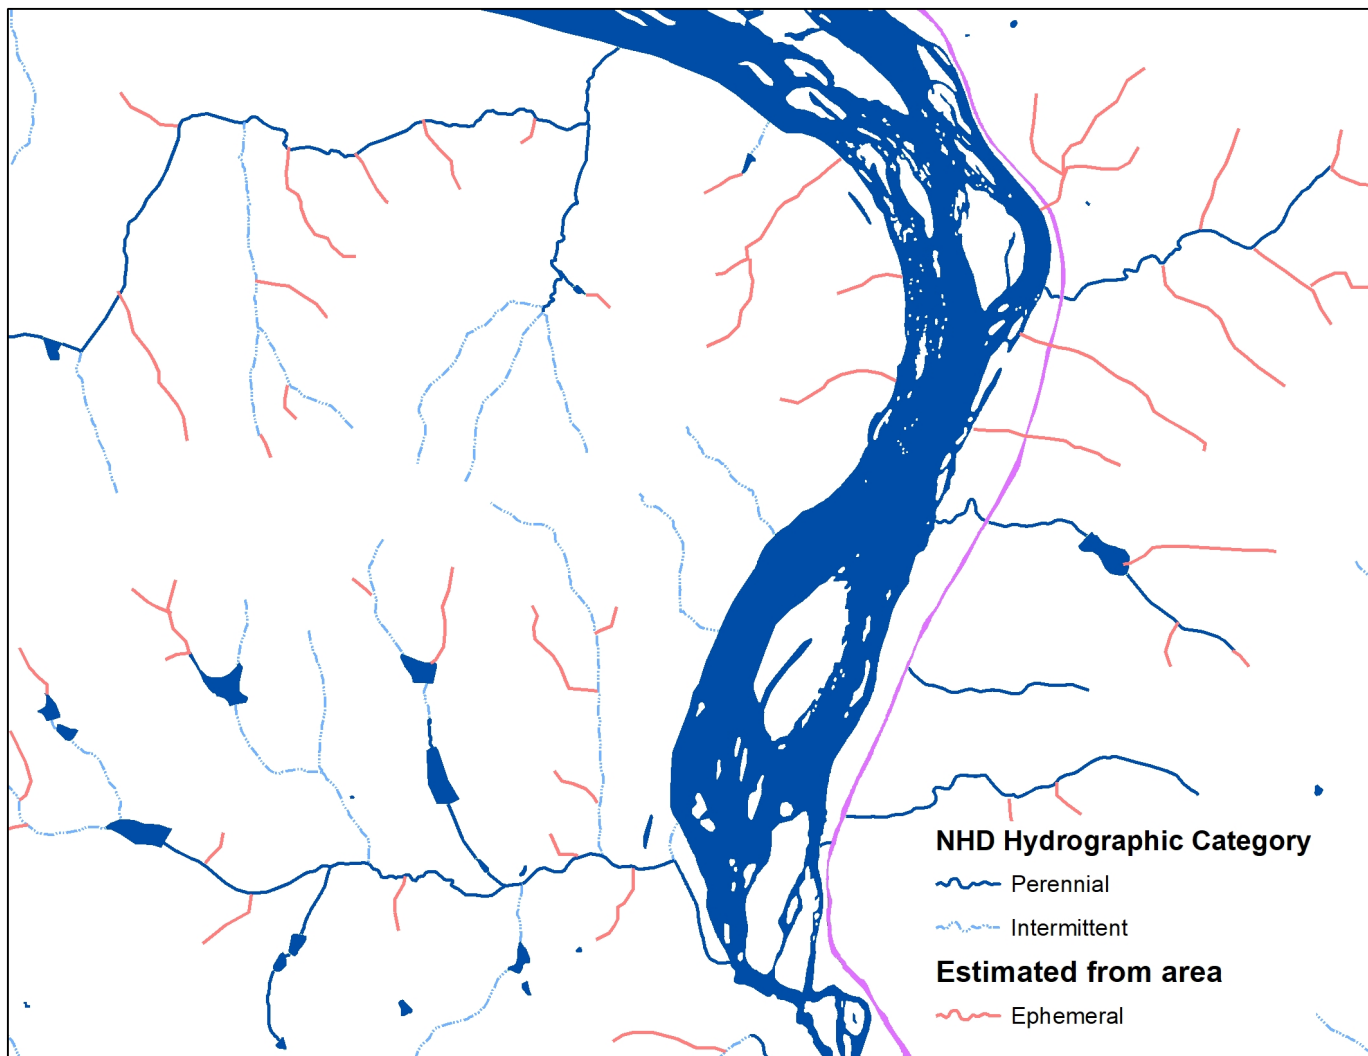 NHD Hydrographic Category
Perennial
Intermittent
Estimated from area
Ephemeral